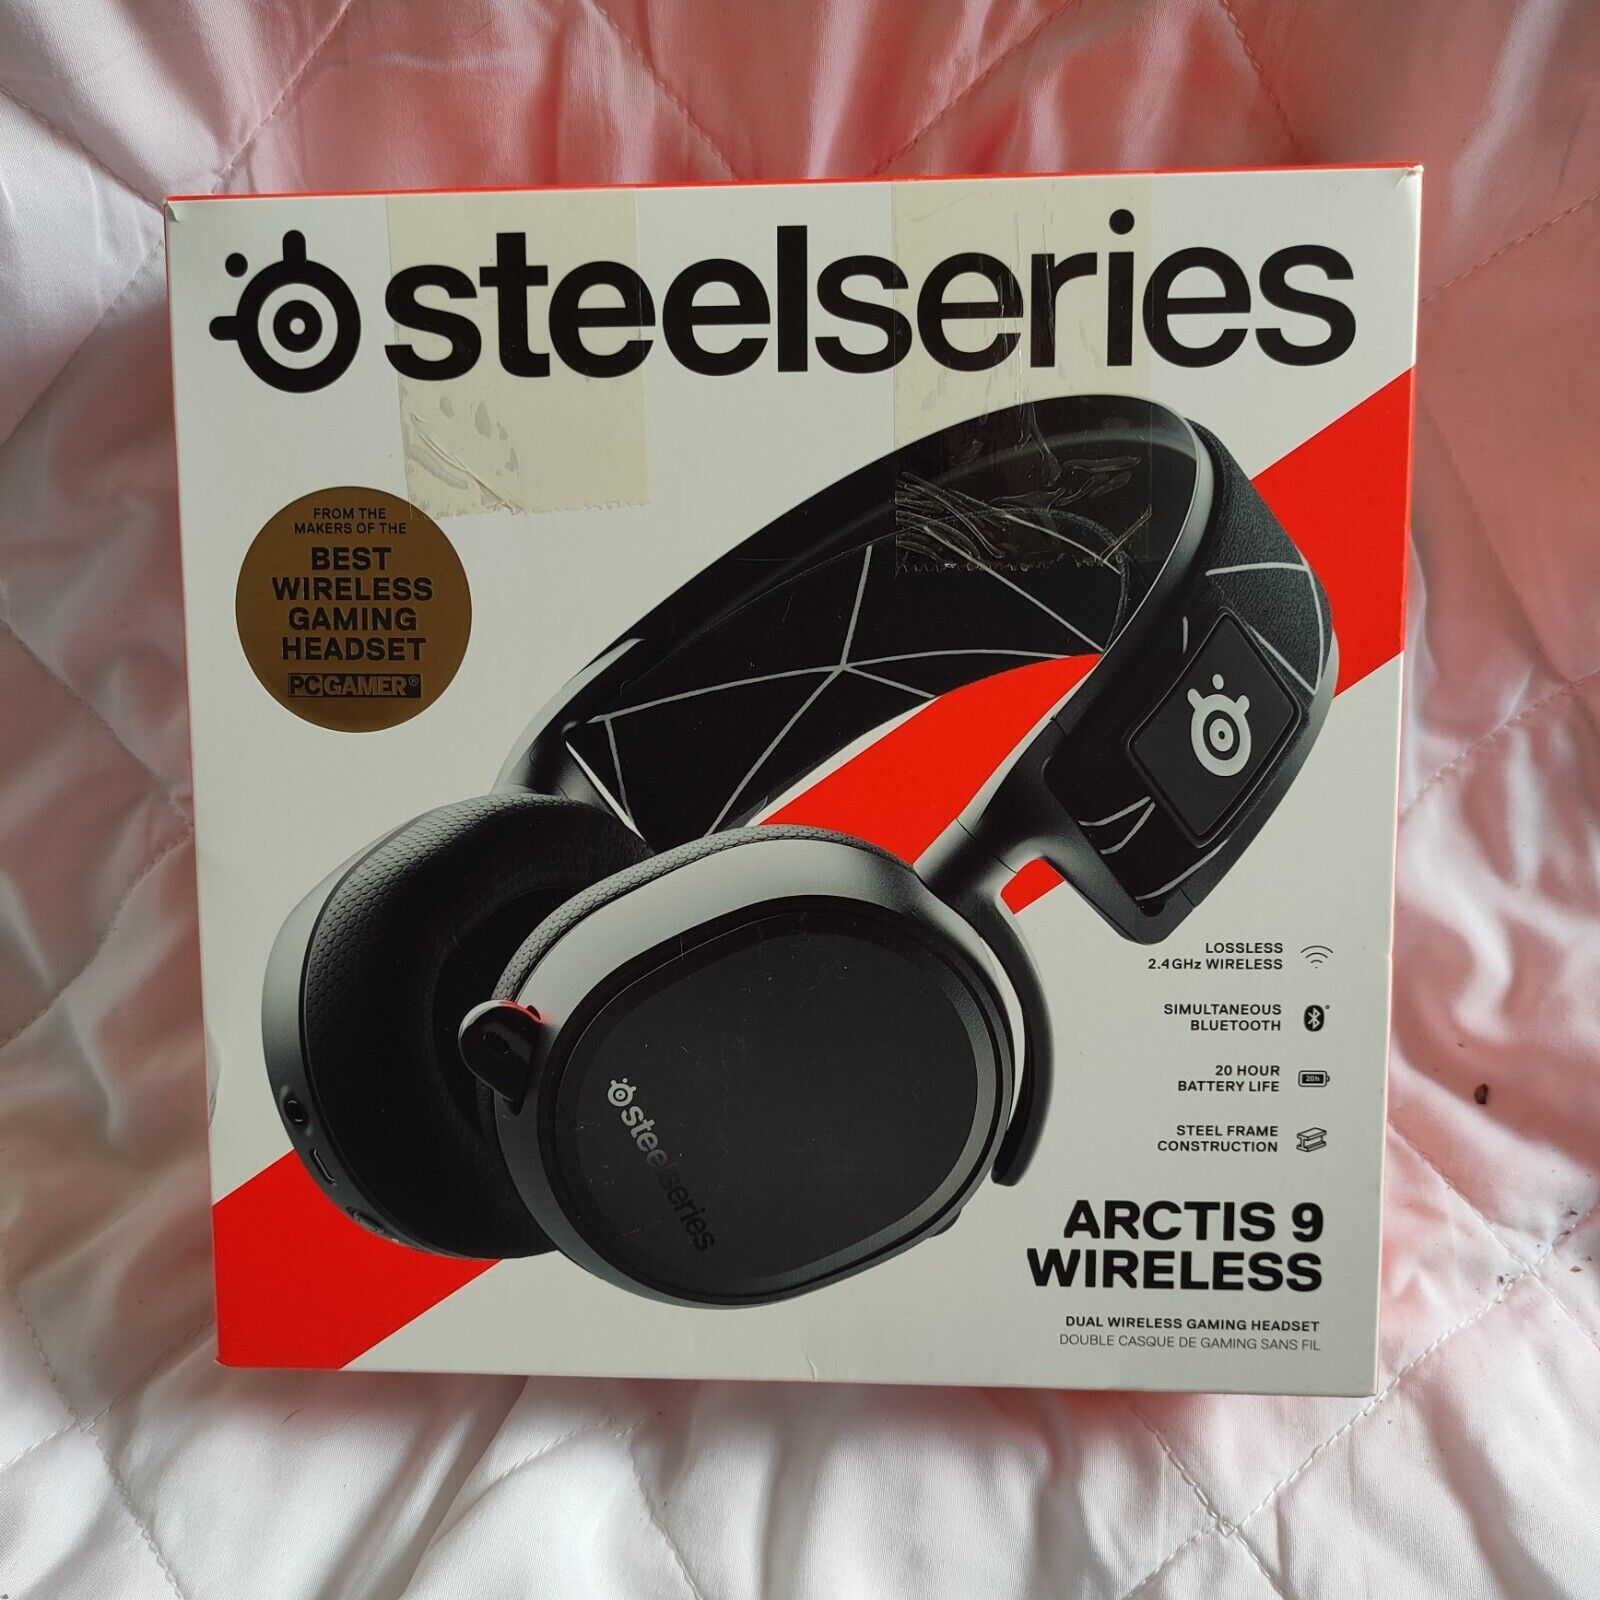 steelseries
FROM THE
MAKERS OF THE
BEST
WIRELESS
GAMING
HEADSET
PC GAMER®
LOSSLESS
2.4GHz WIRELESS
SIMULTANEOUS
BLUETOOTH
20 HOUR
BATTERY LIFE
20h
STEEL FRAME
CONSTRUCTION
steelseries
ARCTIS 9
WIRELESS
DUAL WIRELESS GAMING HEADSET
DOUBLE CASQUE DE GAMING SANS FIL